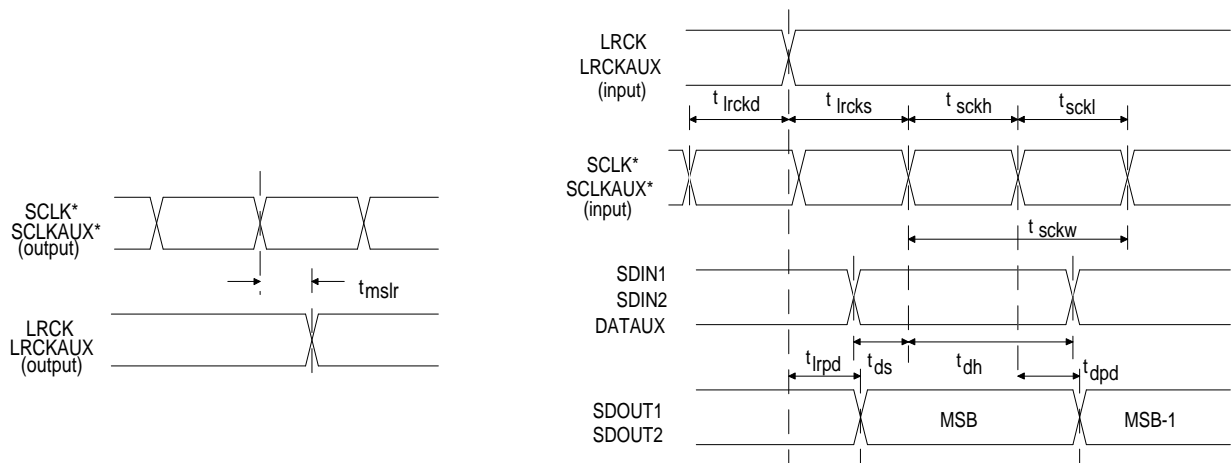 SCLK*
SCLKAUX*
(output)
t mslr
LRCK
LRCKAUX
(output)
LRCK
LRCKAUX
(input)
t lrckd
t lrcks
t sckh
t sckl
SCLK*
SCLKAUX*
(input)
t sckw
SDIN1
SDIN2
DATAUX
t lrpd
t ds
t dh
t dpd
SDOUT1
SDOUT2
MSB
MSB-1